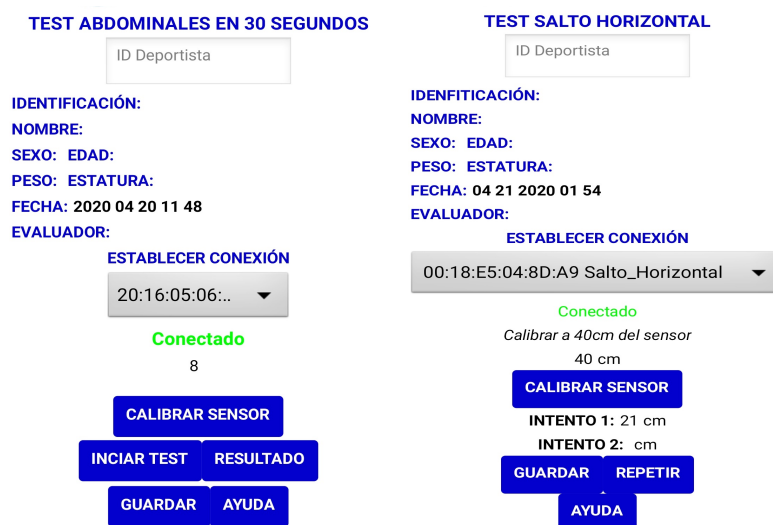 TEST ABDOMINALES EN 30 SEGUNDOS
ID Deportista
IDENTIFICACIÓN:
NOMBRE:
SEXO: EDAD:
PESO: ESTATURA:
FECHA: 2020 04 20 11 48
EVALUADOR:
ESTABLECER CONEXIÓN
20:16:05:06:..
Conectado
8
CALIBRAR SENSOR
INCIAR TEST RESULTADO
GUARDAR AYUDA
TEST SALTO HORIZONTAL
ID Deportista
IDENFITICACIÓN:
NOMBRE:
SEXO: EDAD:
PESO: ESTATURA:
FECHA: 04 21 2020 01 54
EVALUADOR:
ESTABLECER CONEXIÓN
00:18:E5:04:8D:A9 Salto_Horizontal
Conectado
Calibrar a 40cm del sensor
40 cm
CALIBRAR SENSOR
INTENTO 1: 21 cm
INTENTO 2: cm
GUARDAR REPETIR
AYUDA